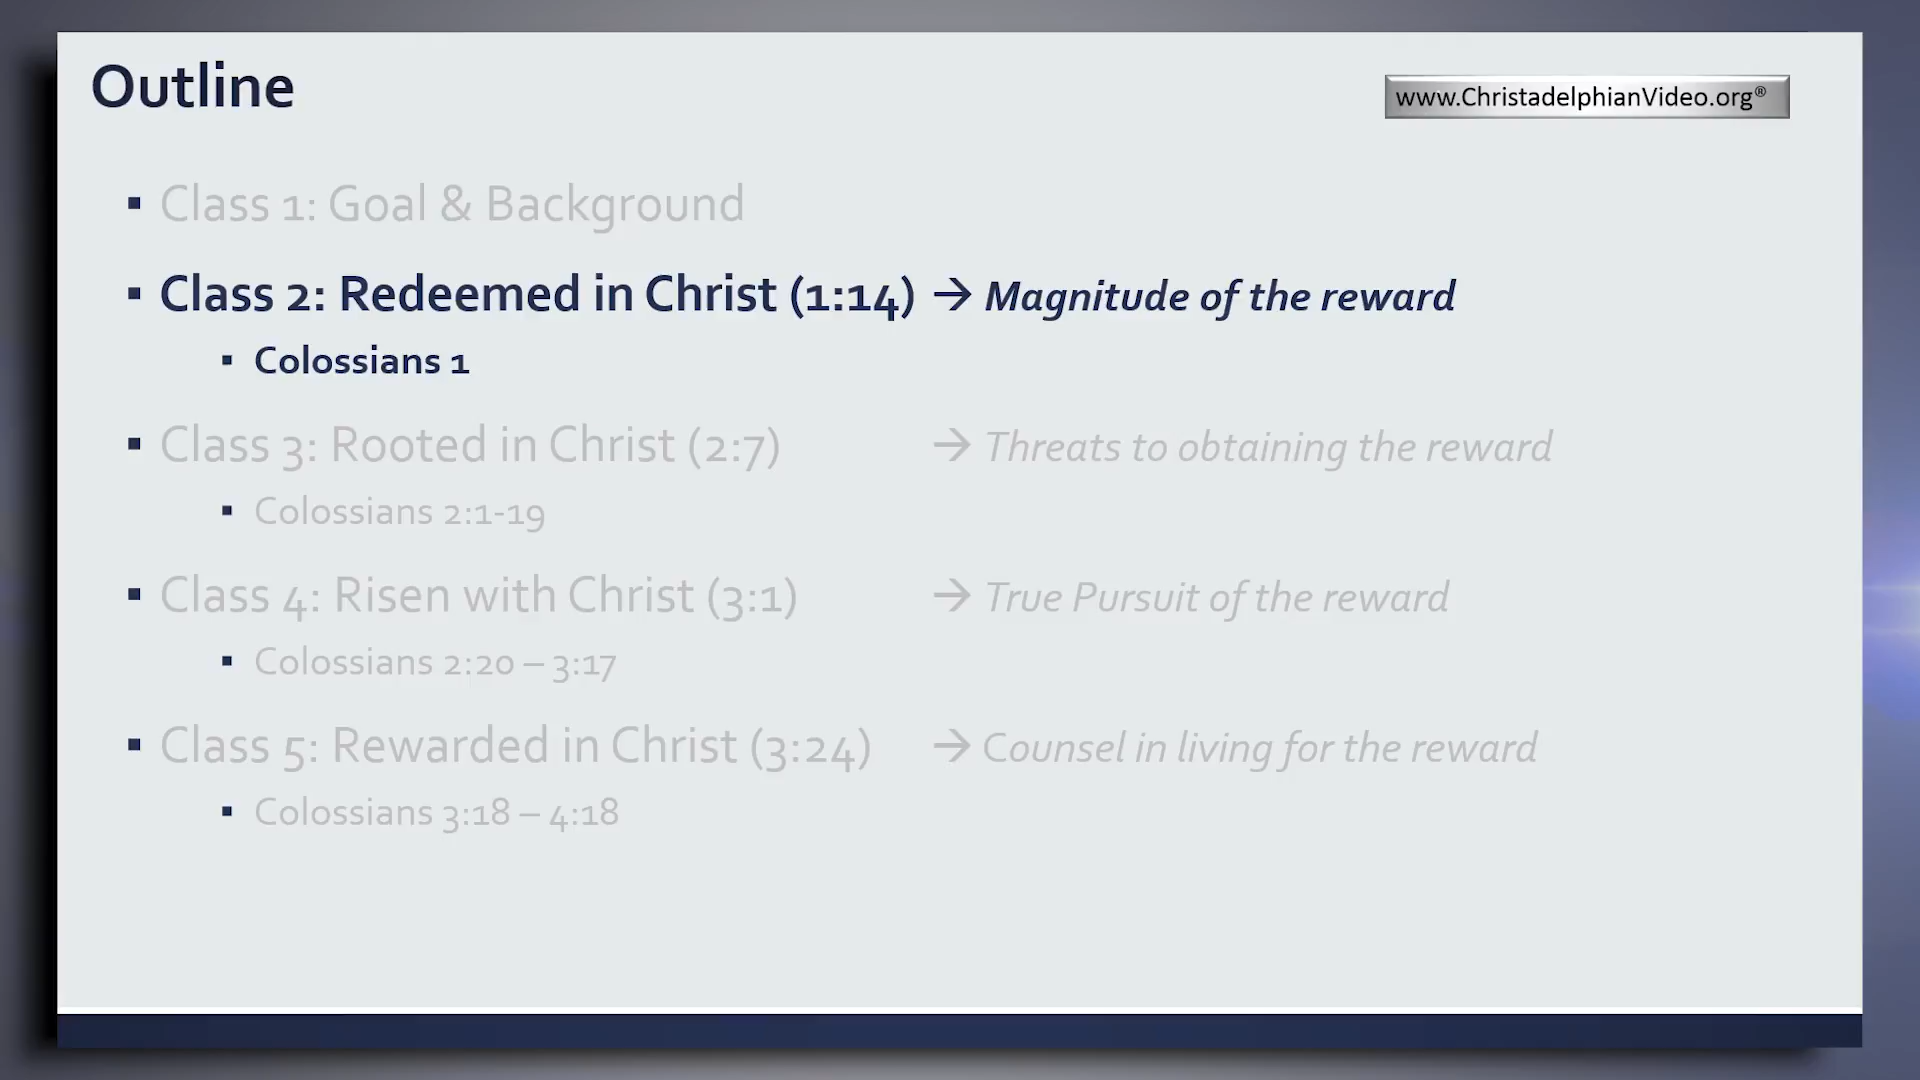 Outline
www.ChristadelphianVideo.org®
▪ Class 1: Goal & Background
▪ Class 2: Redeemed in Christ (1:14) → Magnitude of the reward
▪ Colossians 1
▪ Class 3: Rooted in Christ (2:7) → Threats to obtaining the reward
▪ Colossians 2:1-19
▪ Class 4: Risen with Christ (3:1) → True Pursuit of the reward
▪ Colossians 2:20 – 3:17
▪ Class 5: Rewarded in Christ (3:24) → Counsel in living for the reward
▪ Colossians 3:18 – 4:18